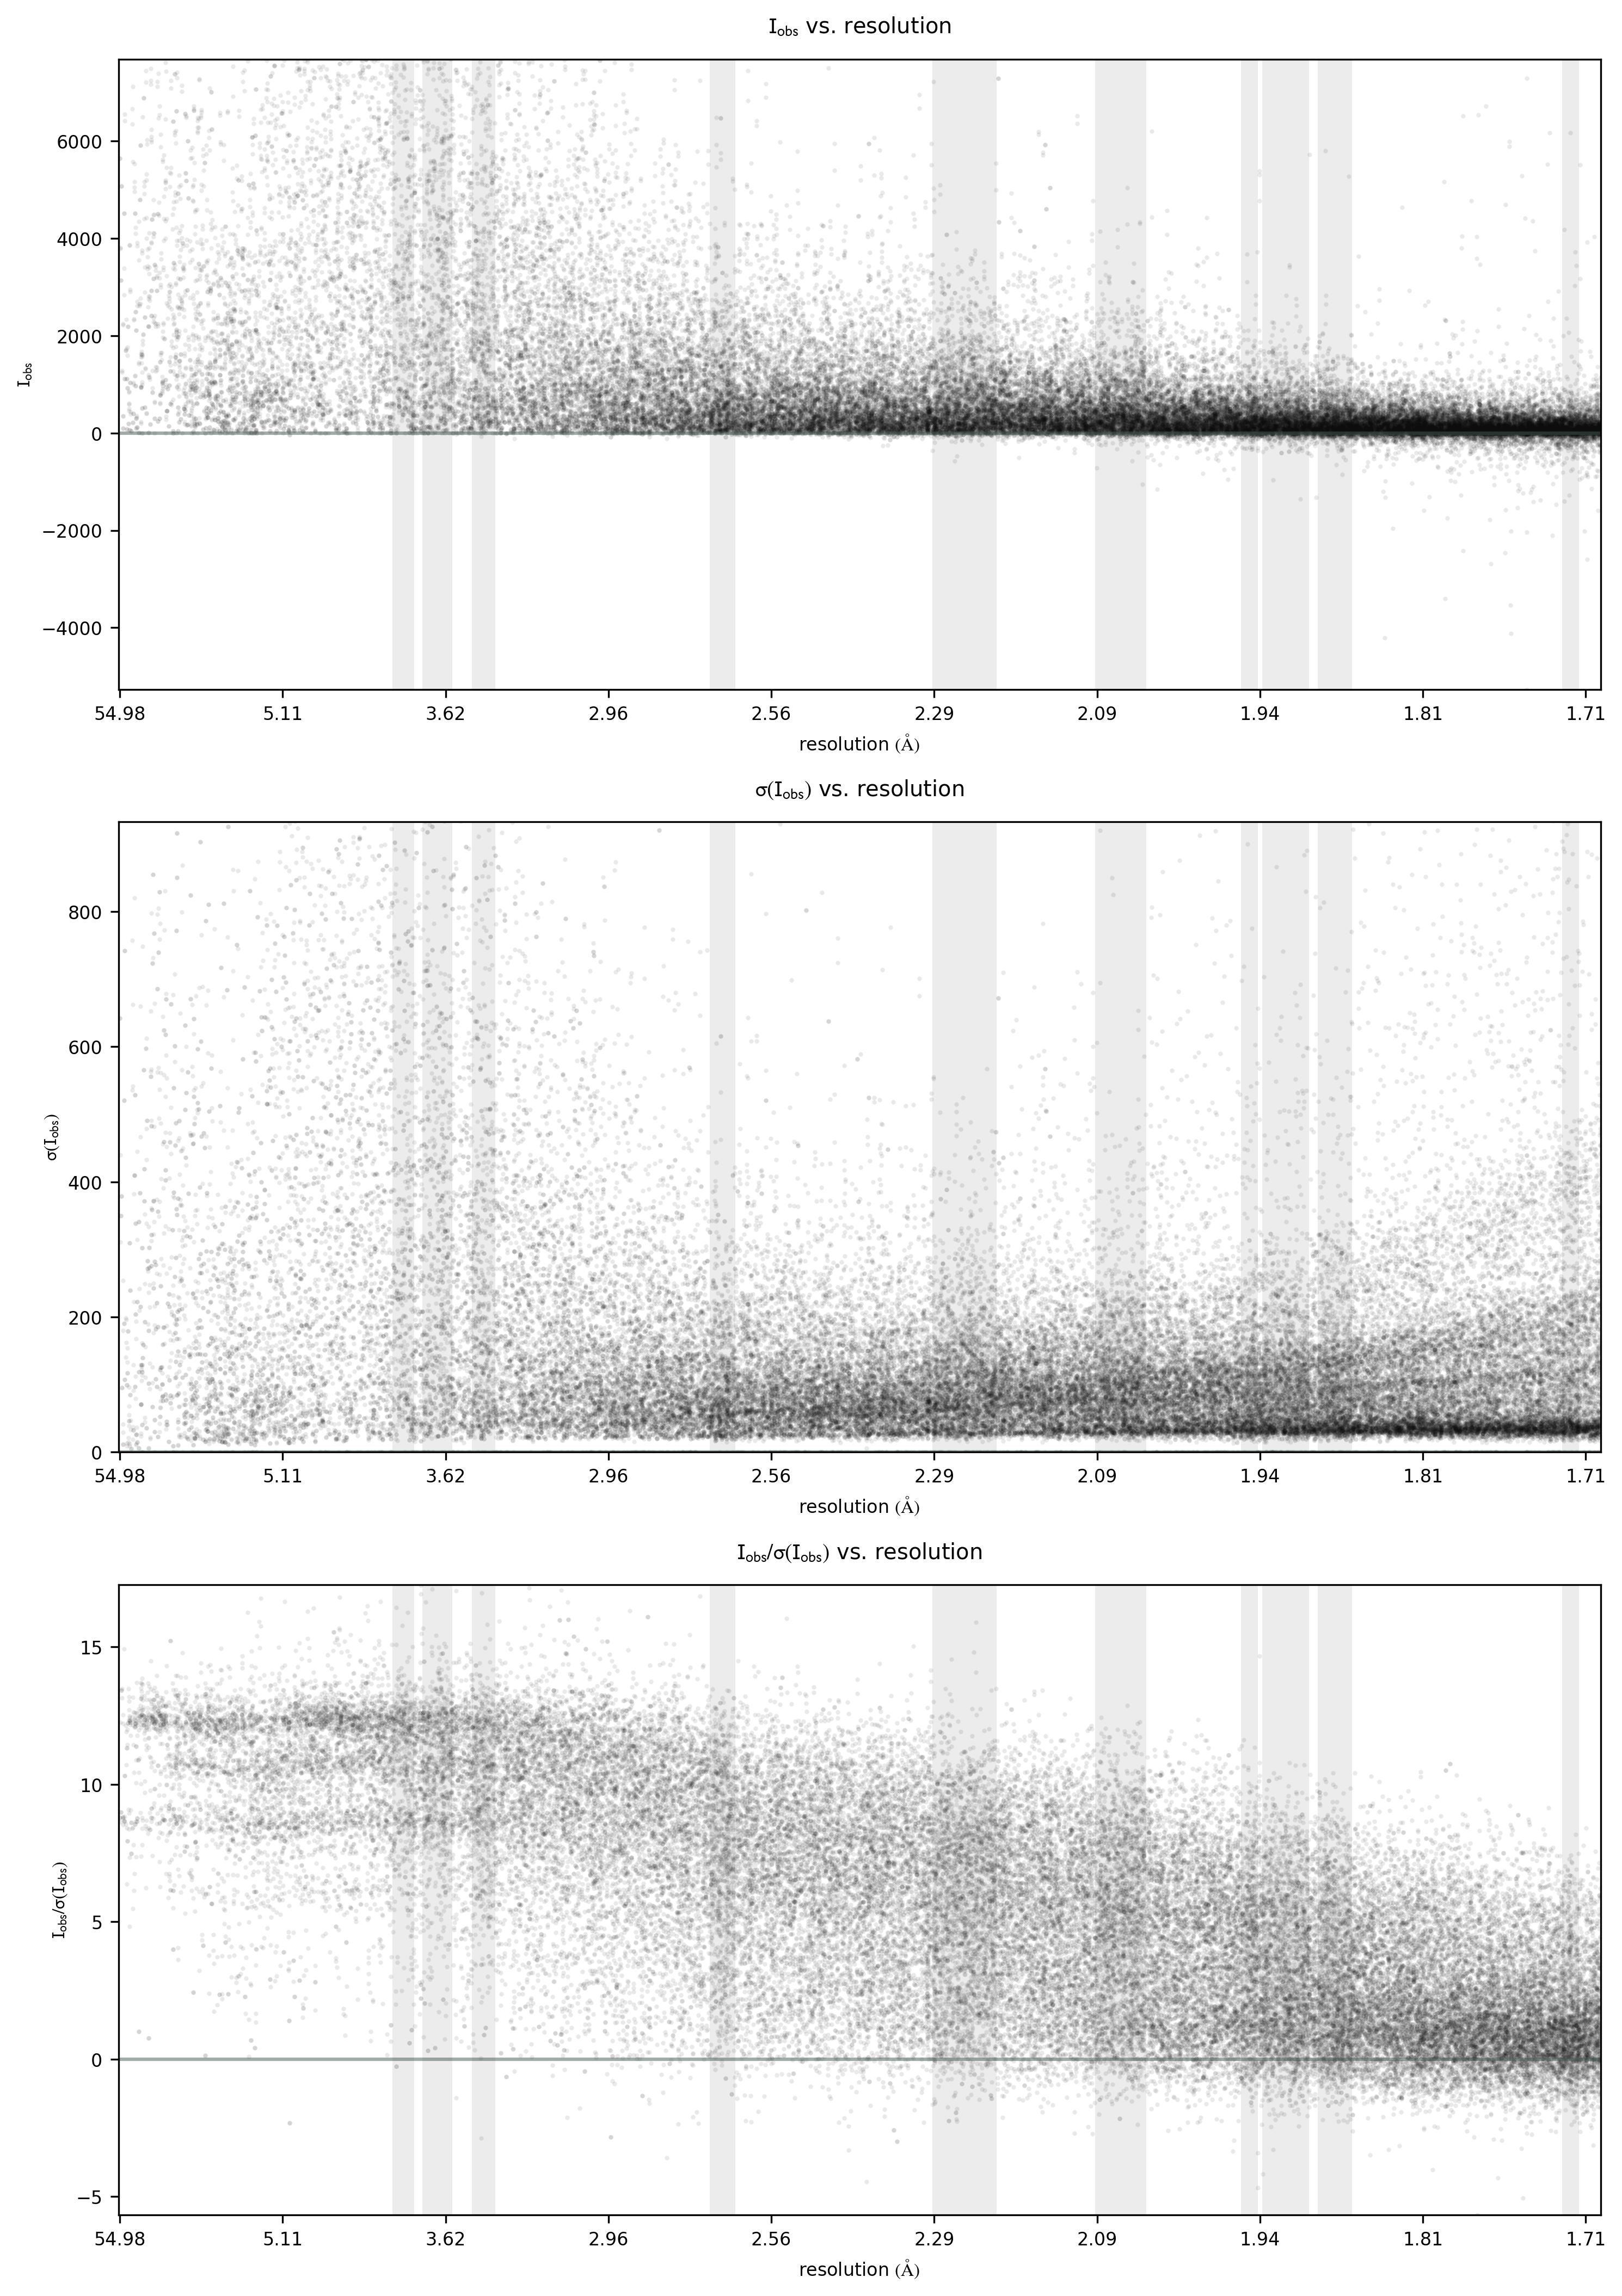 Iobs vs. resolution
6000
4000
2000
0
−2000
−4000
Iobs
54.98 5.11 3.62 2.96 2.56 2.29 2.09 1.94 1.81 1.71
resolution (Å)
σ(Iobs) vs. resolution
800
600
400
200
0
σ(Iobs)
54.98 5.11 3.62 2.96 2.56 2.29 2.09 1.94 1.81 1.71
resolution (Å)
Iobs/σ(Iobs) vs. resolution
15
10
5
0
−5
Iobs/σ(Iobs)
54.98 5.11 3.62 2.96 2.56 2.29 2.09 1.94 1.81 1.71
resolution (Å)